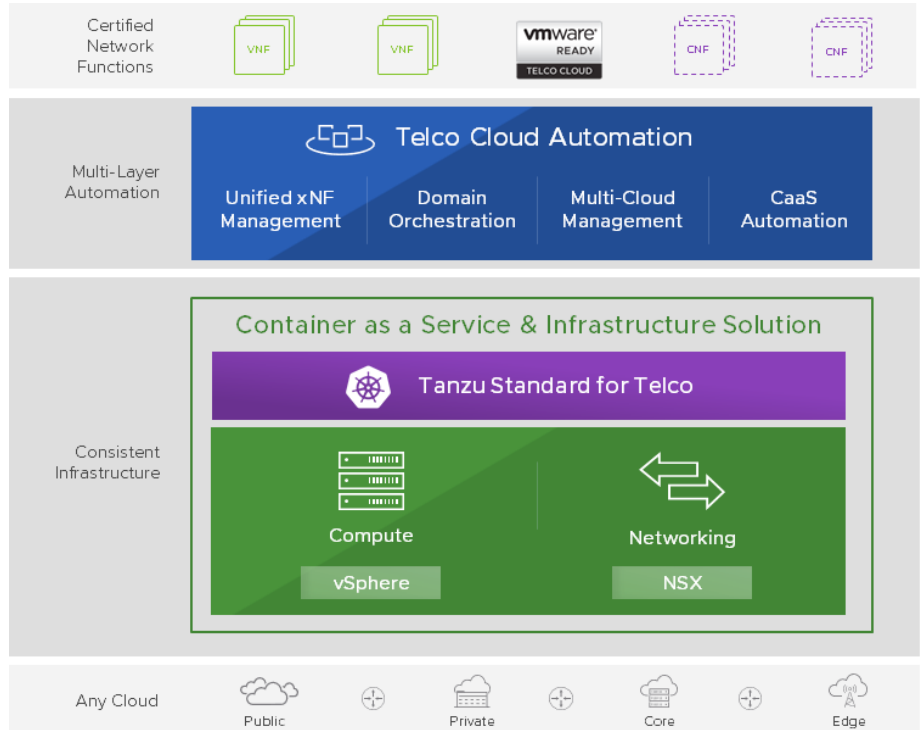 Certified
Network
Functions
VNF
VNF
vmware®
READY
TELCO CLOUD
CNF
CNF
Multi-Layer
Automation
Telco Cloud Automation
Unified xNF
Management
Domain
Orchestration
Multi-Cloud
Management
CaaS
Automation
Consistent
Infrastructure
Container as a Service & Infrastructure Solution
Tanzu Standard for Telco
Compute
Networking
vSphere
NSX
Any Cloud
Public
Private
Core
Edge